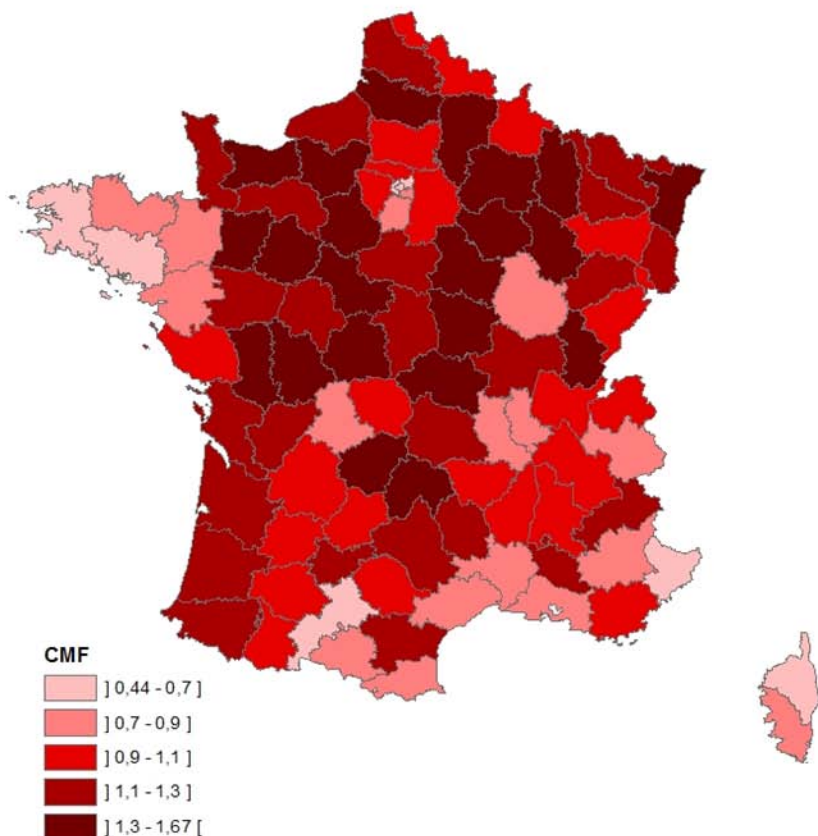 CMF
] 0,44 - 0,7 ]
] 0,7 - 0,9 ]
] 0,9 - 1,1 ]
] 1,1 - 1,3 ]
] 1,3 - 1,67 [